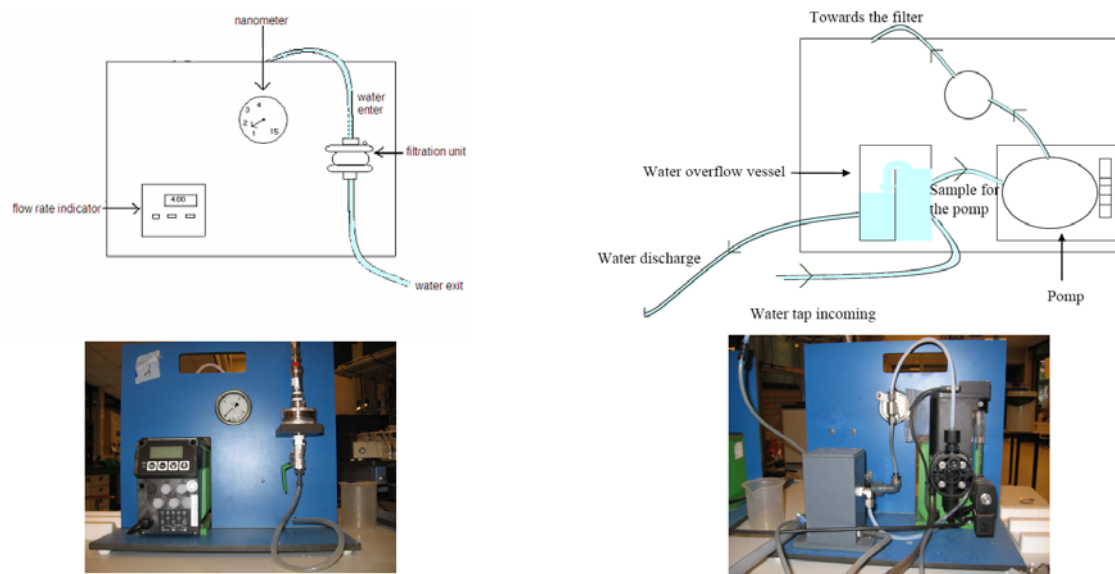 nanometer
3 4
2
1 15
water
enter
filtration unit
flow rate indicator
4.00
water exit
Towards the filter
Water overflow vessel
Sample for
the pomp
Water discharge
Pomp
Water tap incoming